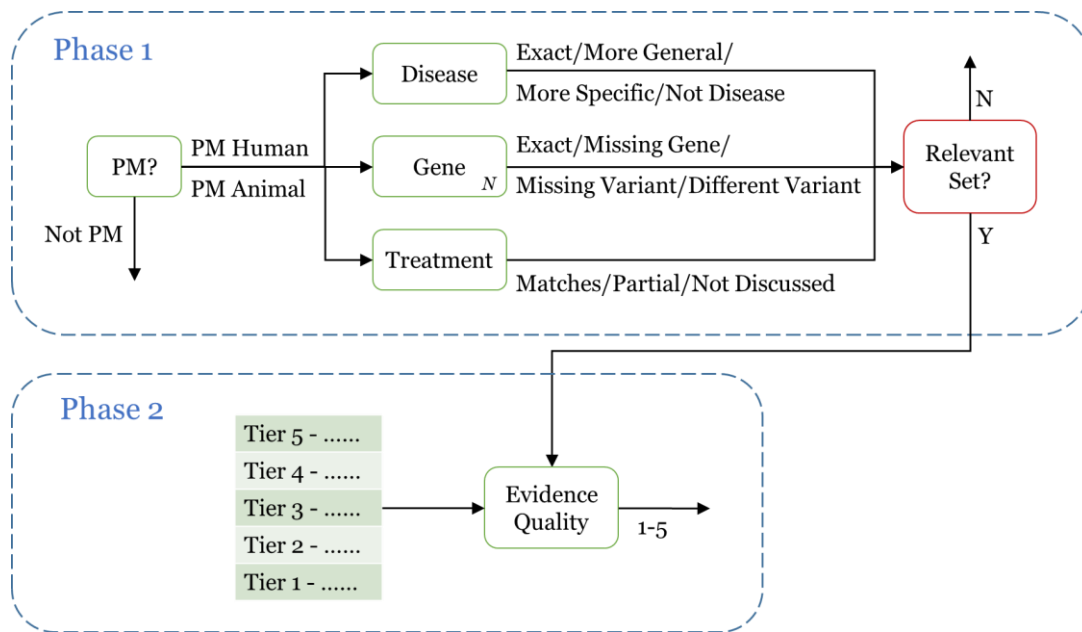 Phase 1
PM?
PM Human
PM Animal
Not PM
Disease
Exact/More General/
More Specific/Not Disease
Gene
N
Exact/Missing Gene/
Missing Variant/Different Variant
Treatment
Matches/Partial/Not Discussed
Relevant
Set?
N
Y
Phase 2
Tier 5 - ......
Tier 4 - ......
Tier 3 - ......
Tier 2 - ......
Tier 1 - ......
Evidence
Quality
1-5